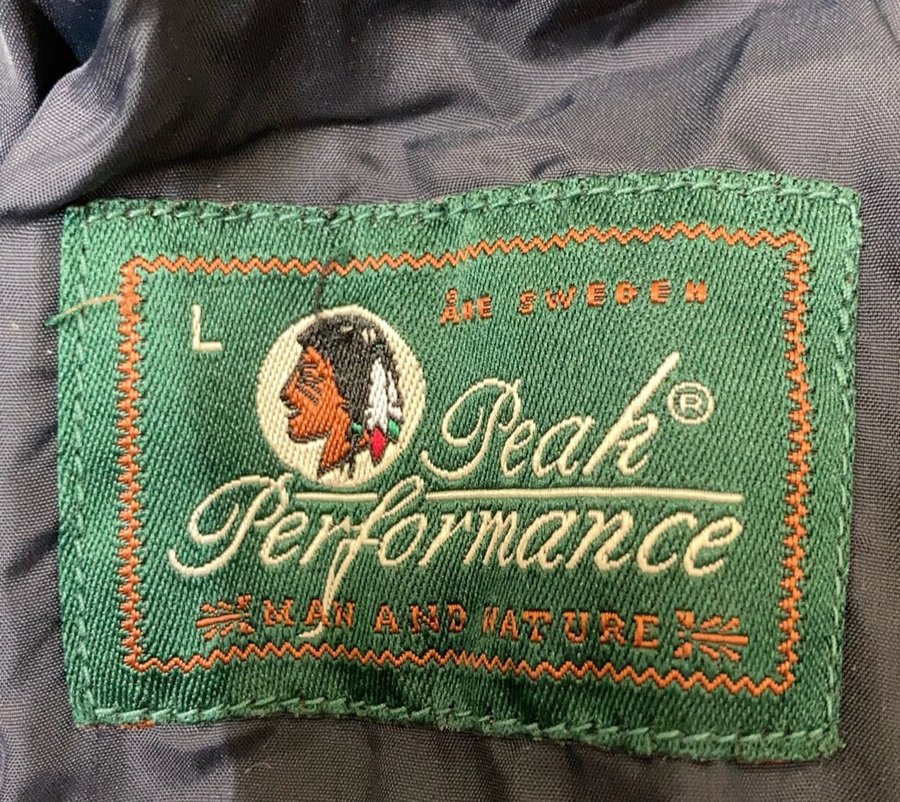 L
ÅRE SWEDEN
Peak®
Performance
MAN AND NATURE